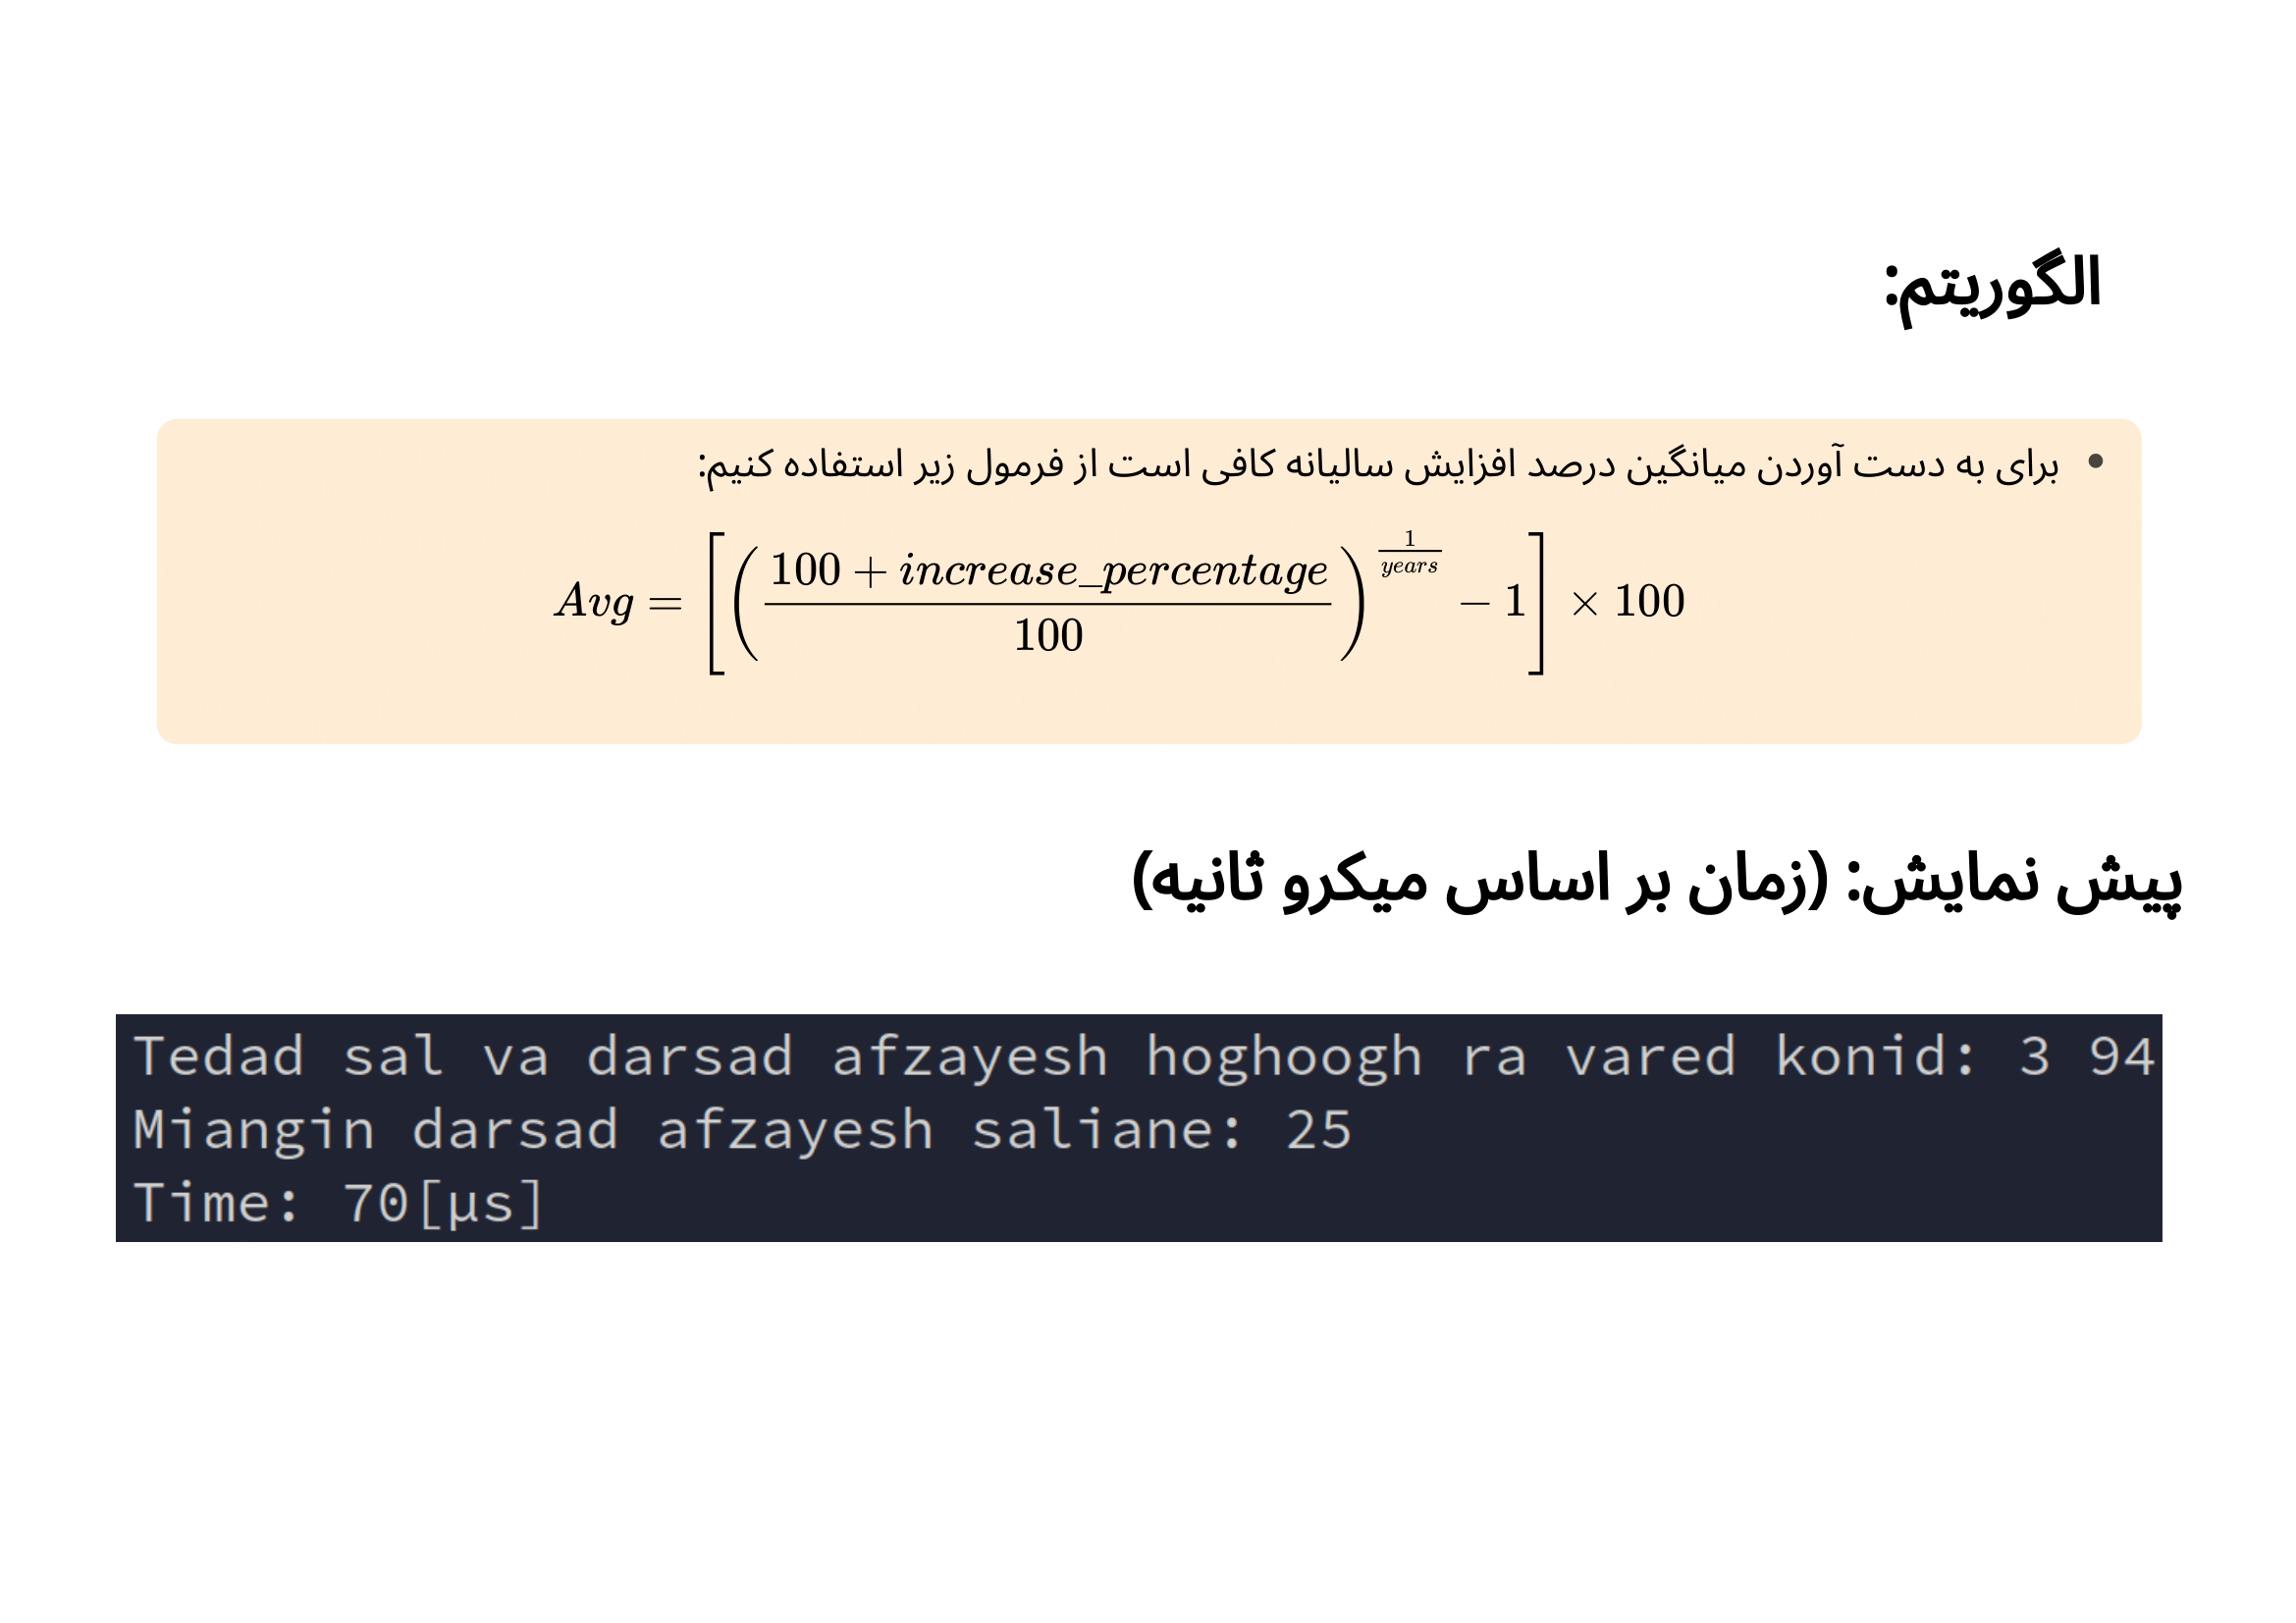 الگوریتم:
برای به دست آوردن میانگین درصد افزایش سالیانه کافی است از فرمول زیر استفاده کنیم:
Avg = [((100 + increase_percentage)/100)^(1/years) − 1] × 100
پیش نمایش: (زمان بر اساس میکرو ثانیه)
Tedad sal va darsad afzayesh hoghoogh ra vared konid: 3 94
Miangin darsad afzayesh saliane: 25
Time: 70[µs]